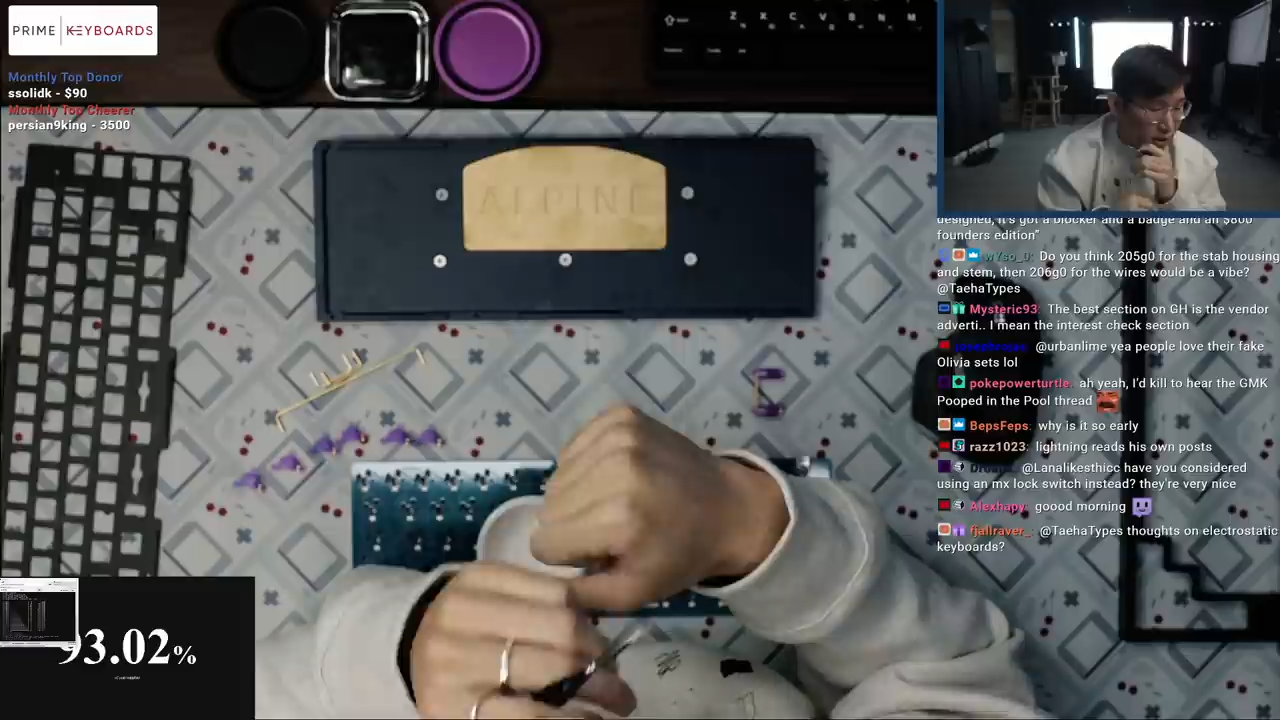 PRIME KEYBOARDS
Monthly Top Donor
ssolidk - $90
Monthly Top Cheerer
persian9king - 3500
ALPINE
Z X C V B N M
designed, it's got a blocker and a badge and an $800
founders edition"
wYso_0: Do you think 205g0 for the stab housing
and stem, then 206g0 for the wires would be a vibe?
@TaehaTypes
Mysteric93: The best section on GH is the vendor
adverti.. I mean the interest check section
@urbanlime yea people love their fake
Olivia sets lol
pokepowerturtle: ah yeah, I'd kill to hear the GMK
Pooped in the Pool thread
BepsFeps: why is it so early
razz1023: lightning reads his own posts
@Lanalikesthicc have you considered
using an mx lock switch instead? they're very nice
Alexhapy: goood morning
fjallraver_: @TaehaTypes thoughts on electrostatic
keyboards?
93.02%